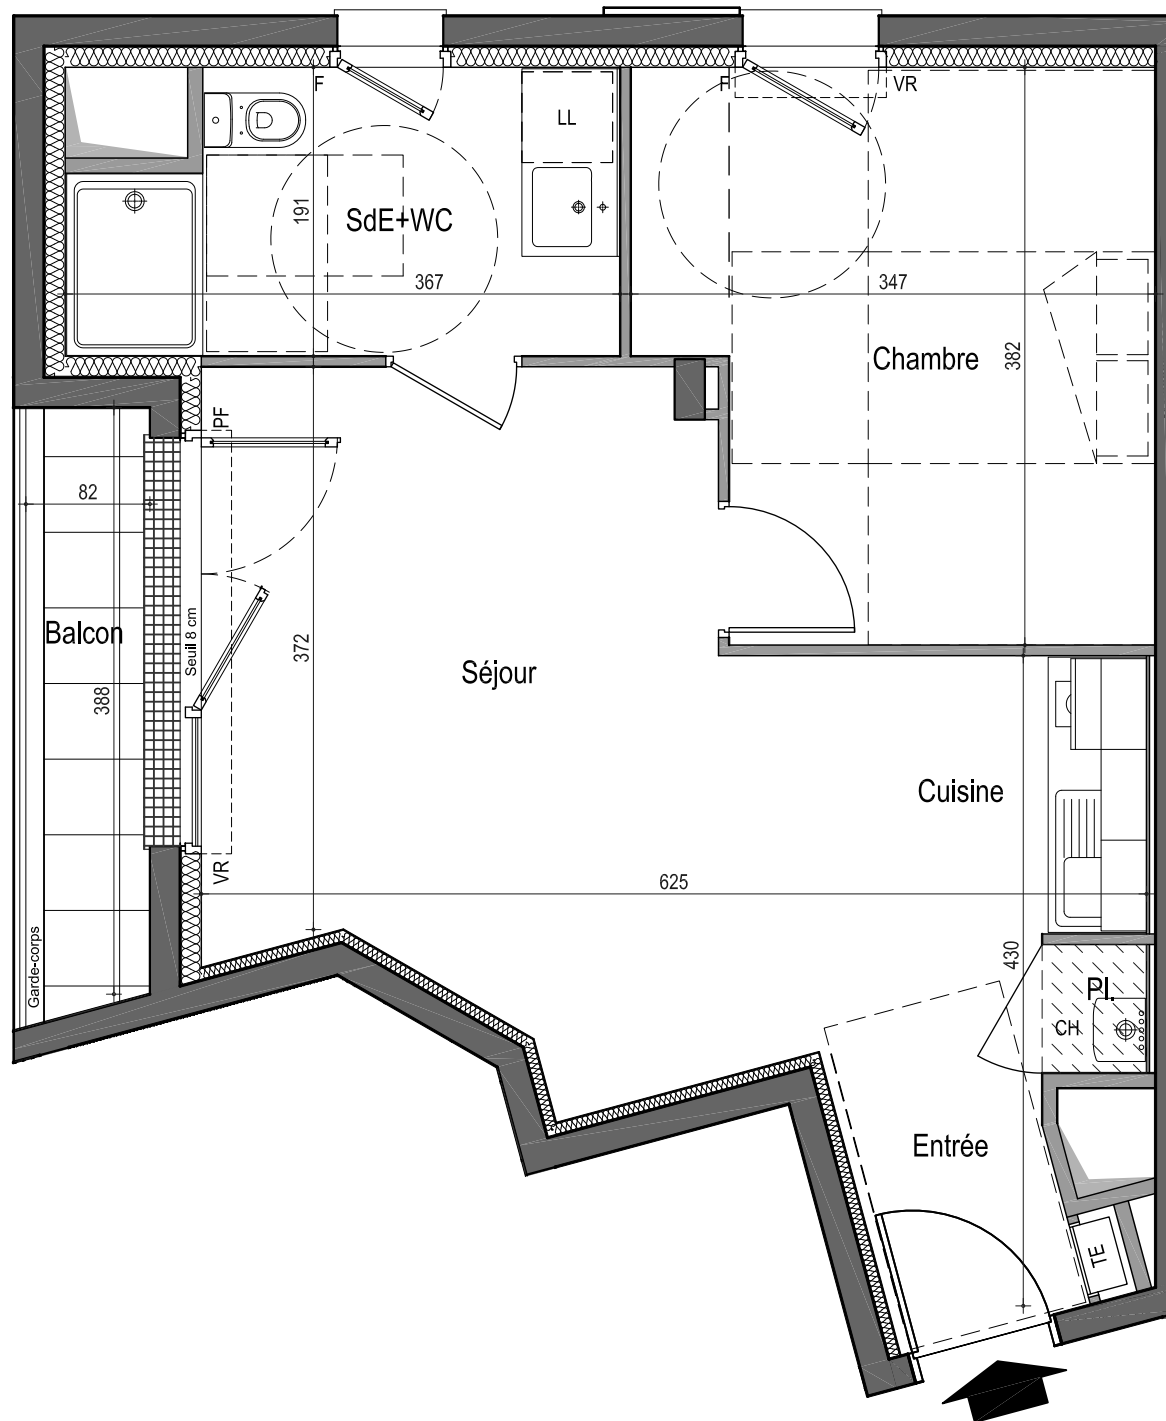 F
LL
F
VR
191
SdE+WC
367
347
Chambre
382
PF
82
Balcon
Seuil 8 cm
372
388
Séjour
Cuisine
VR
625
Garde-corps
430
Pl.
CH
Entrée
TE